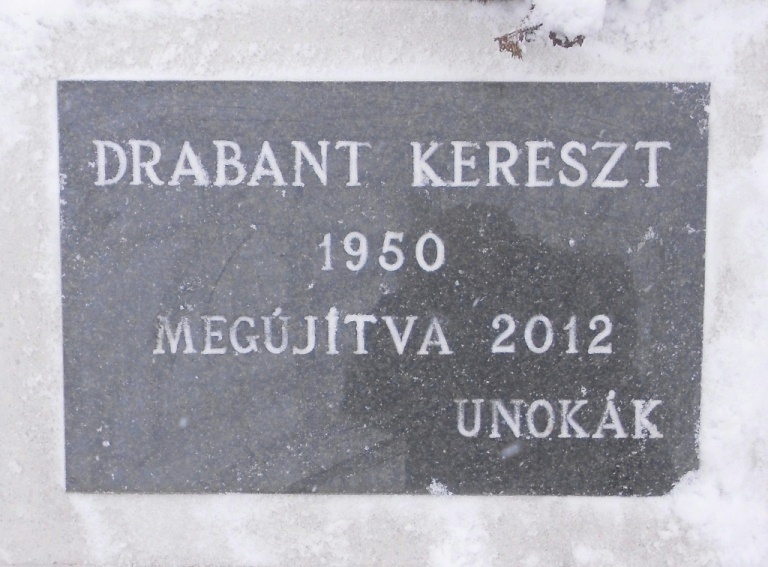 DRABANT KERESZT
1950
MEGÚJÍTVA 2012
UNOKÁK